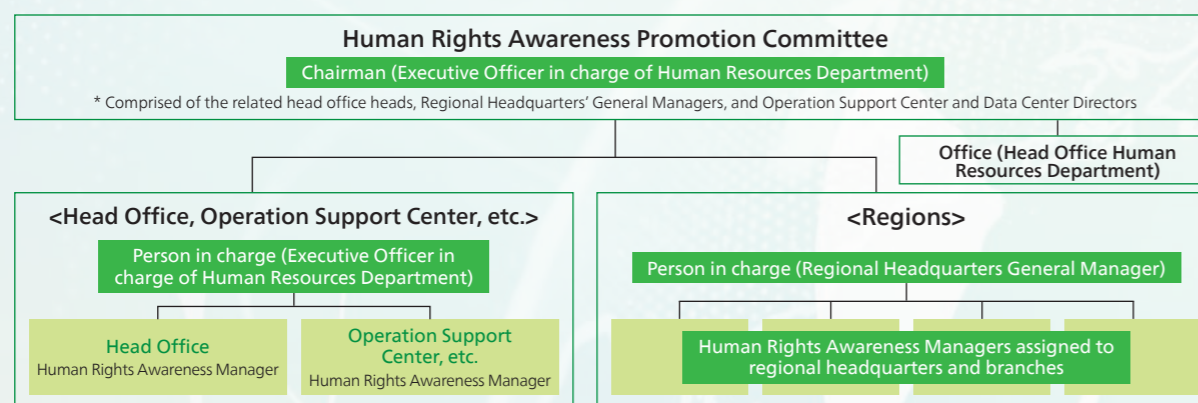 Human Rights Awareness Promotion Committee
Chairman (Executive Officer in charge of Human Resources Department)
* Comprised of the related head office heads, Regional Headquarters’ General Managers, and Operation Support Center and Data Center Directors
Office (Head Office Human
Resources Department)
<Head Office, Operation Support Center, etc.>
Person in charge (Executive Officer in
charge of Human Resources Department)
Head Office
Human Rights Awareness Manager
Operation Support
Center, etc.
Human Rights Awareness Manager
<Regions>
Person in charge (Regional Headquarters General Manager)
Human Rights Awareness Managers assigned to
regional headquarters and branches